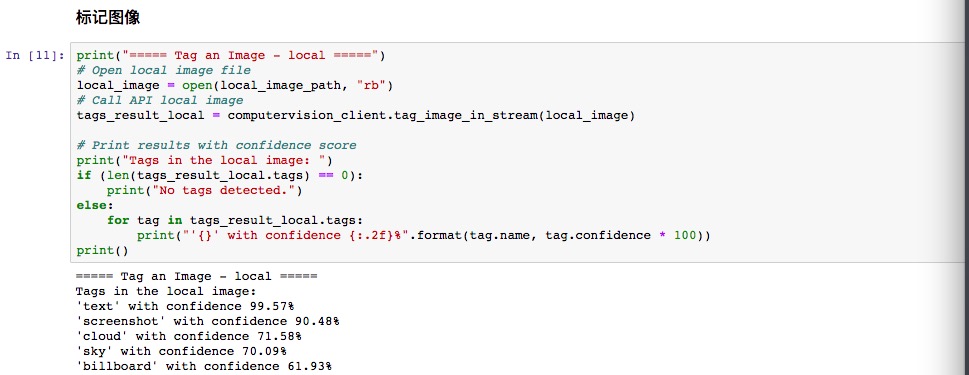 标记图像
In [11]: print("===== Tag an Image - local =====")
# Open local image file
local_image = open(local_image_path, "rb")
# Call API local image
tags_result_local = computervision_client.tag_image_in_stream(local_image)

# Print results with confidence score
print("Tags in the local image: ")
if (len(tags_result_local.tags) == 0):
    print("No tags detected.")
else:
    for tag in tags_result_local.tags:
        print("'{}' with confidence {:.2f}%".format(tag.name, tag.confidence * 100))
print()
===== Tag an Image - local =====
Tags in the local image:
'text' with confidence 99.57%
'screenshot' with confidence 90.48%
'cloud' with confidence 71.58%
'sky' with confidence 70.09%
'billboard' with confidence 61.93%